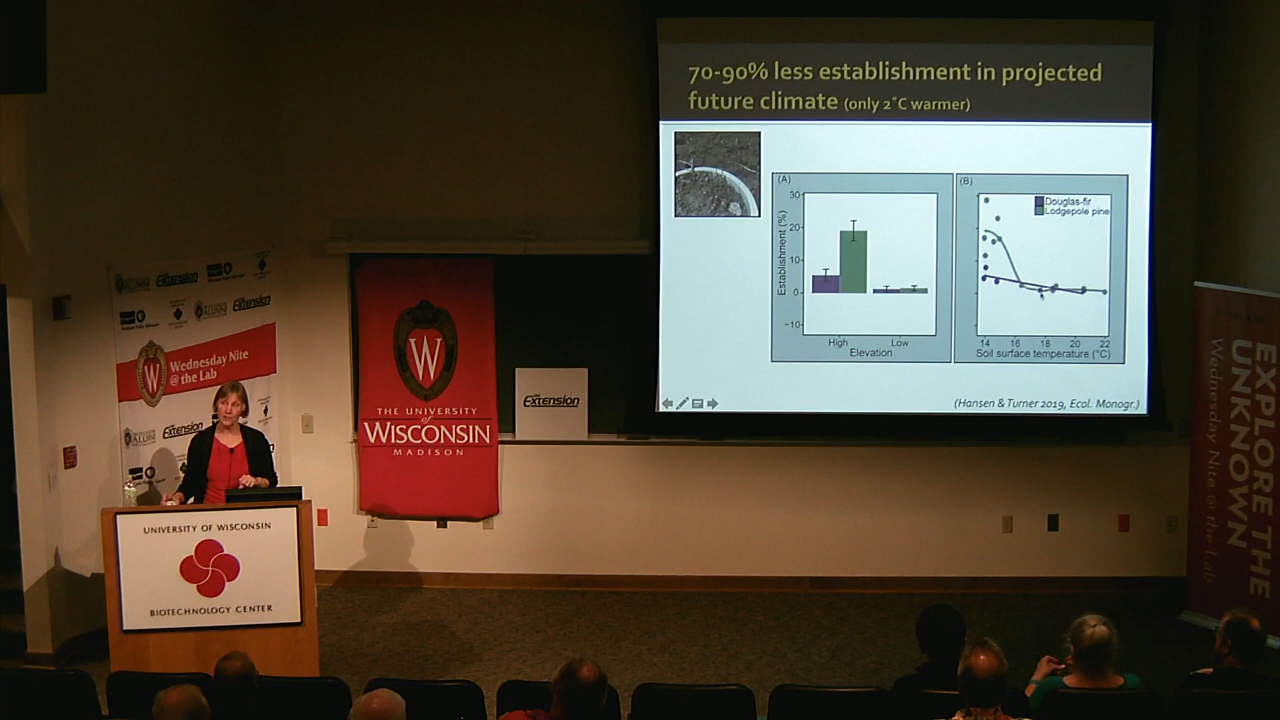 70-90% less establishment in projected
future climate (only 2°C warmer)
(A)
30
20
10
0
−10
Establishment (%)
High
Low
Elevation
(B)
Douglas-fir
Lodgepole pine
14
16
18
20
22
Soil surface temperature (°C)
(Hansen & Turner 2019, Ecol. Monogr.)
Extension
Extension
Wednesday Nite
@ the Lab
W
Extension
W
THE UNIVERSITY
of
WISCONSIN
MADISON
Extension
UNIVERSITY OF WISCONSIN
BIOTECHNOLOGY CENTER
EXPLORE THE
UNKNOWN
Wednesday Nite @ the Lab